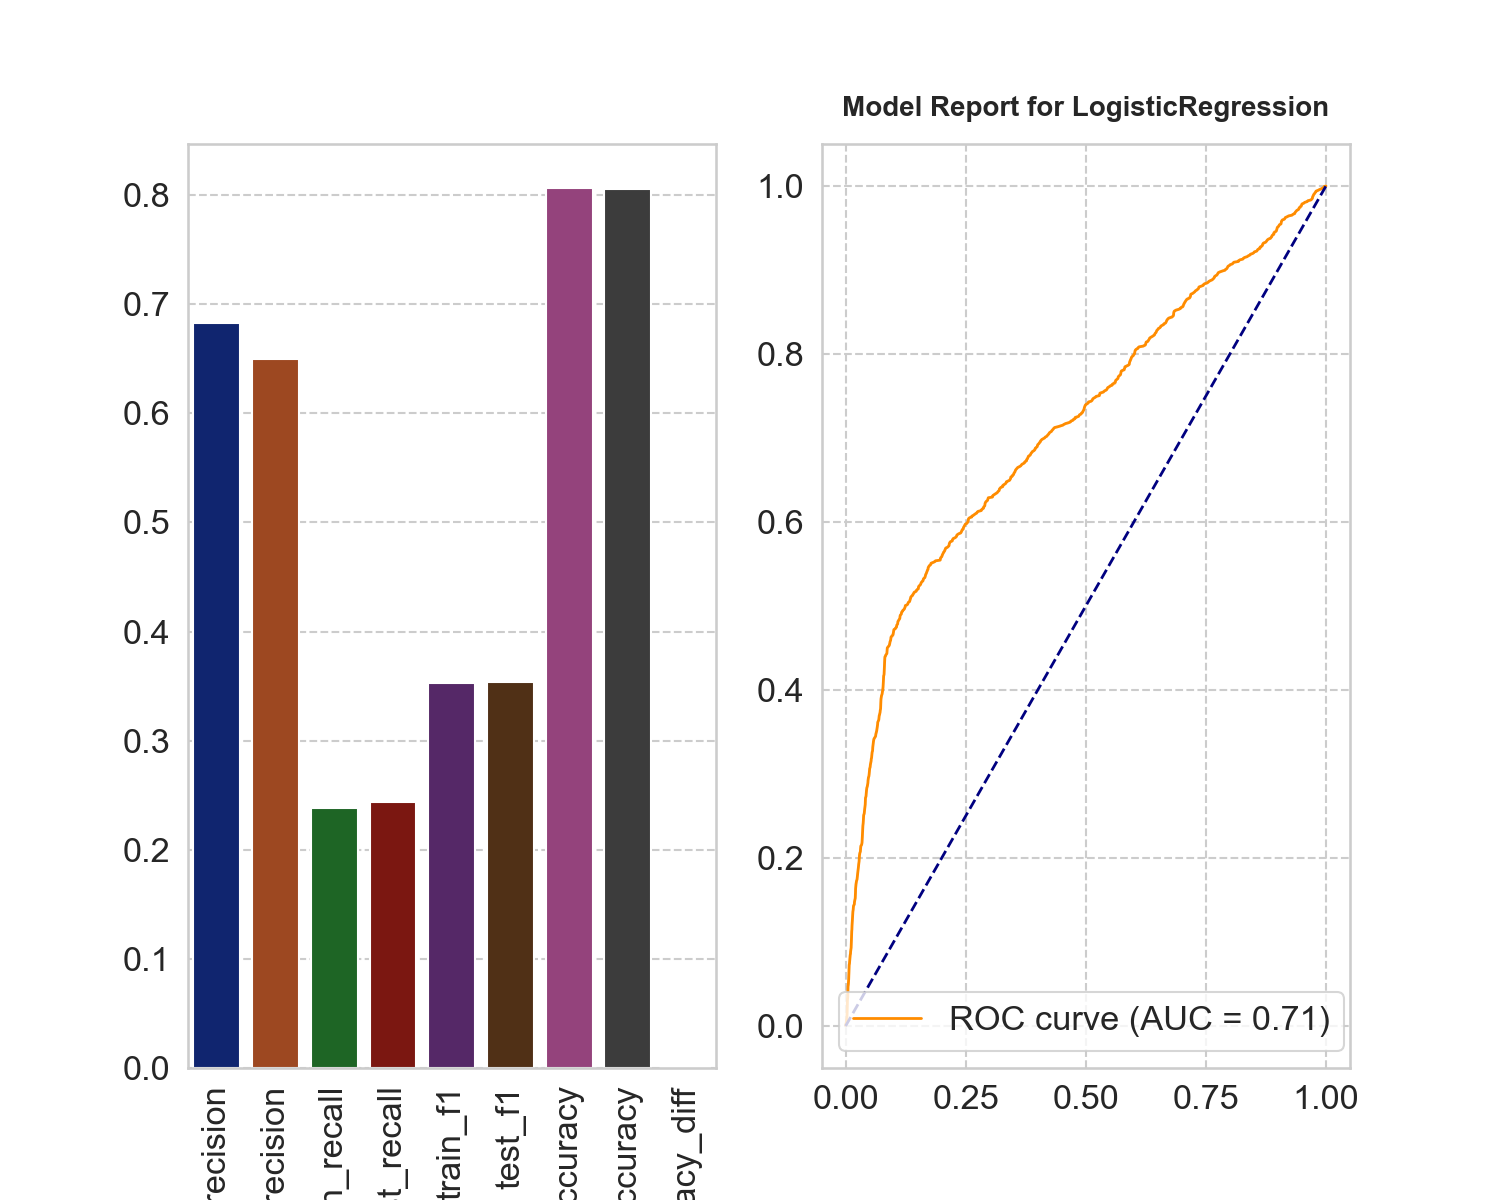 Model Report for LogisticRegression
0.8
0.7
0.6
0.5
0.4
0.3
0.2
0.1
0.0
recision
recision
n_recall
t_recall
train_f1
test_f1
ccuracy
ccuracy
acy_diff
1.0
0.8
0.6
0.4
0.2
0.0
ROC curve (AUC = 0.71)
0.00 0.25 0.50 0.75 1.00